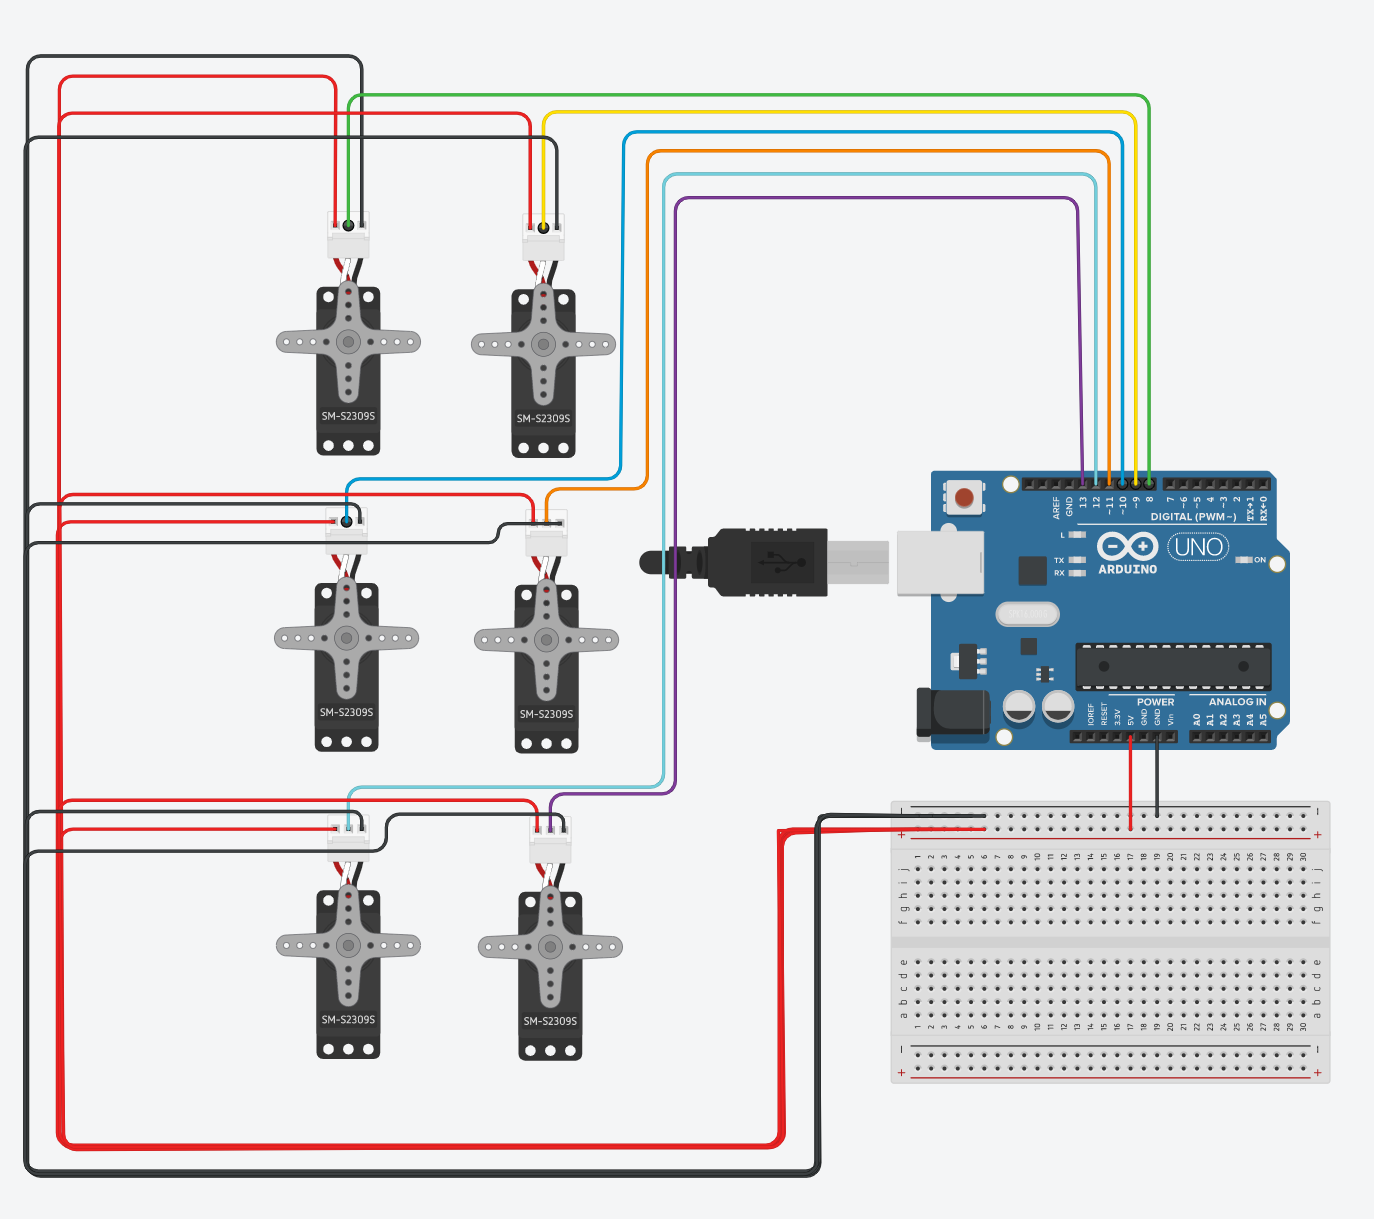 SM-S2309S
SM-S2309S
AREF
GND
13
12
~11
~10
~9
8
7
~6
~5
4
~3
2
TX→1
RX←0
DIGITAL (PWM~)
L
TX
RX
ARDUINO
UNO
ON
SM-S2309S
SM-S2309S
POWER
ANALOG IN
IOREF
RESET
3.3V
5V
GND
GND
Vin
A0
A1
A2
A3
A4
A5
− −
+ +
1 2 3 4 5 6 7 8 9 10 11 12 13 14 15 16 17 18 19 20 21 22 23 24 25 26 27 28 29 30
j j
i i
h h
g g
f f
e e
d d
c c
b b
a a
1 2 3 4 5 6 7 8 9 10 11 12 13 14 15 16 17 18 19 20 21 22 23 24 25 26 27 28 29 30
− −
+ +
SM-S2309S
SM-S2309S